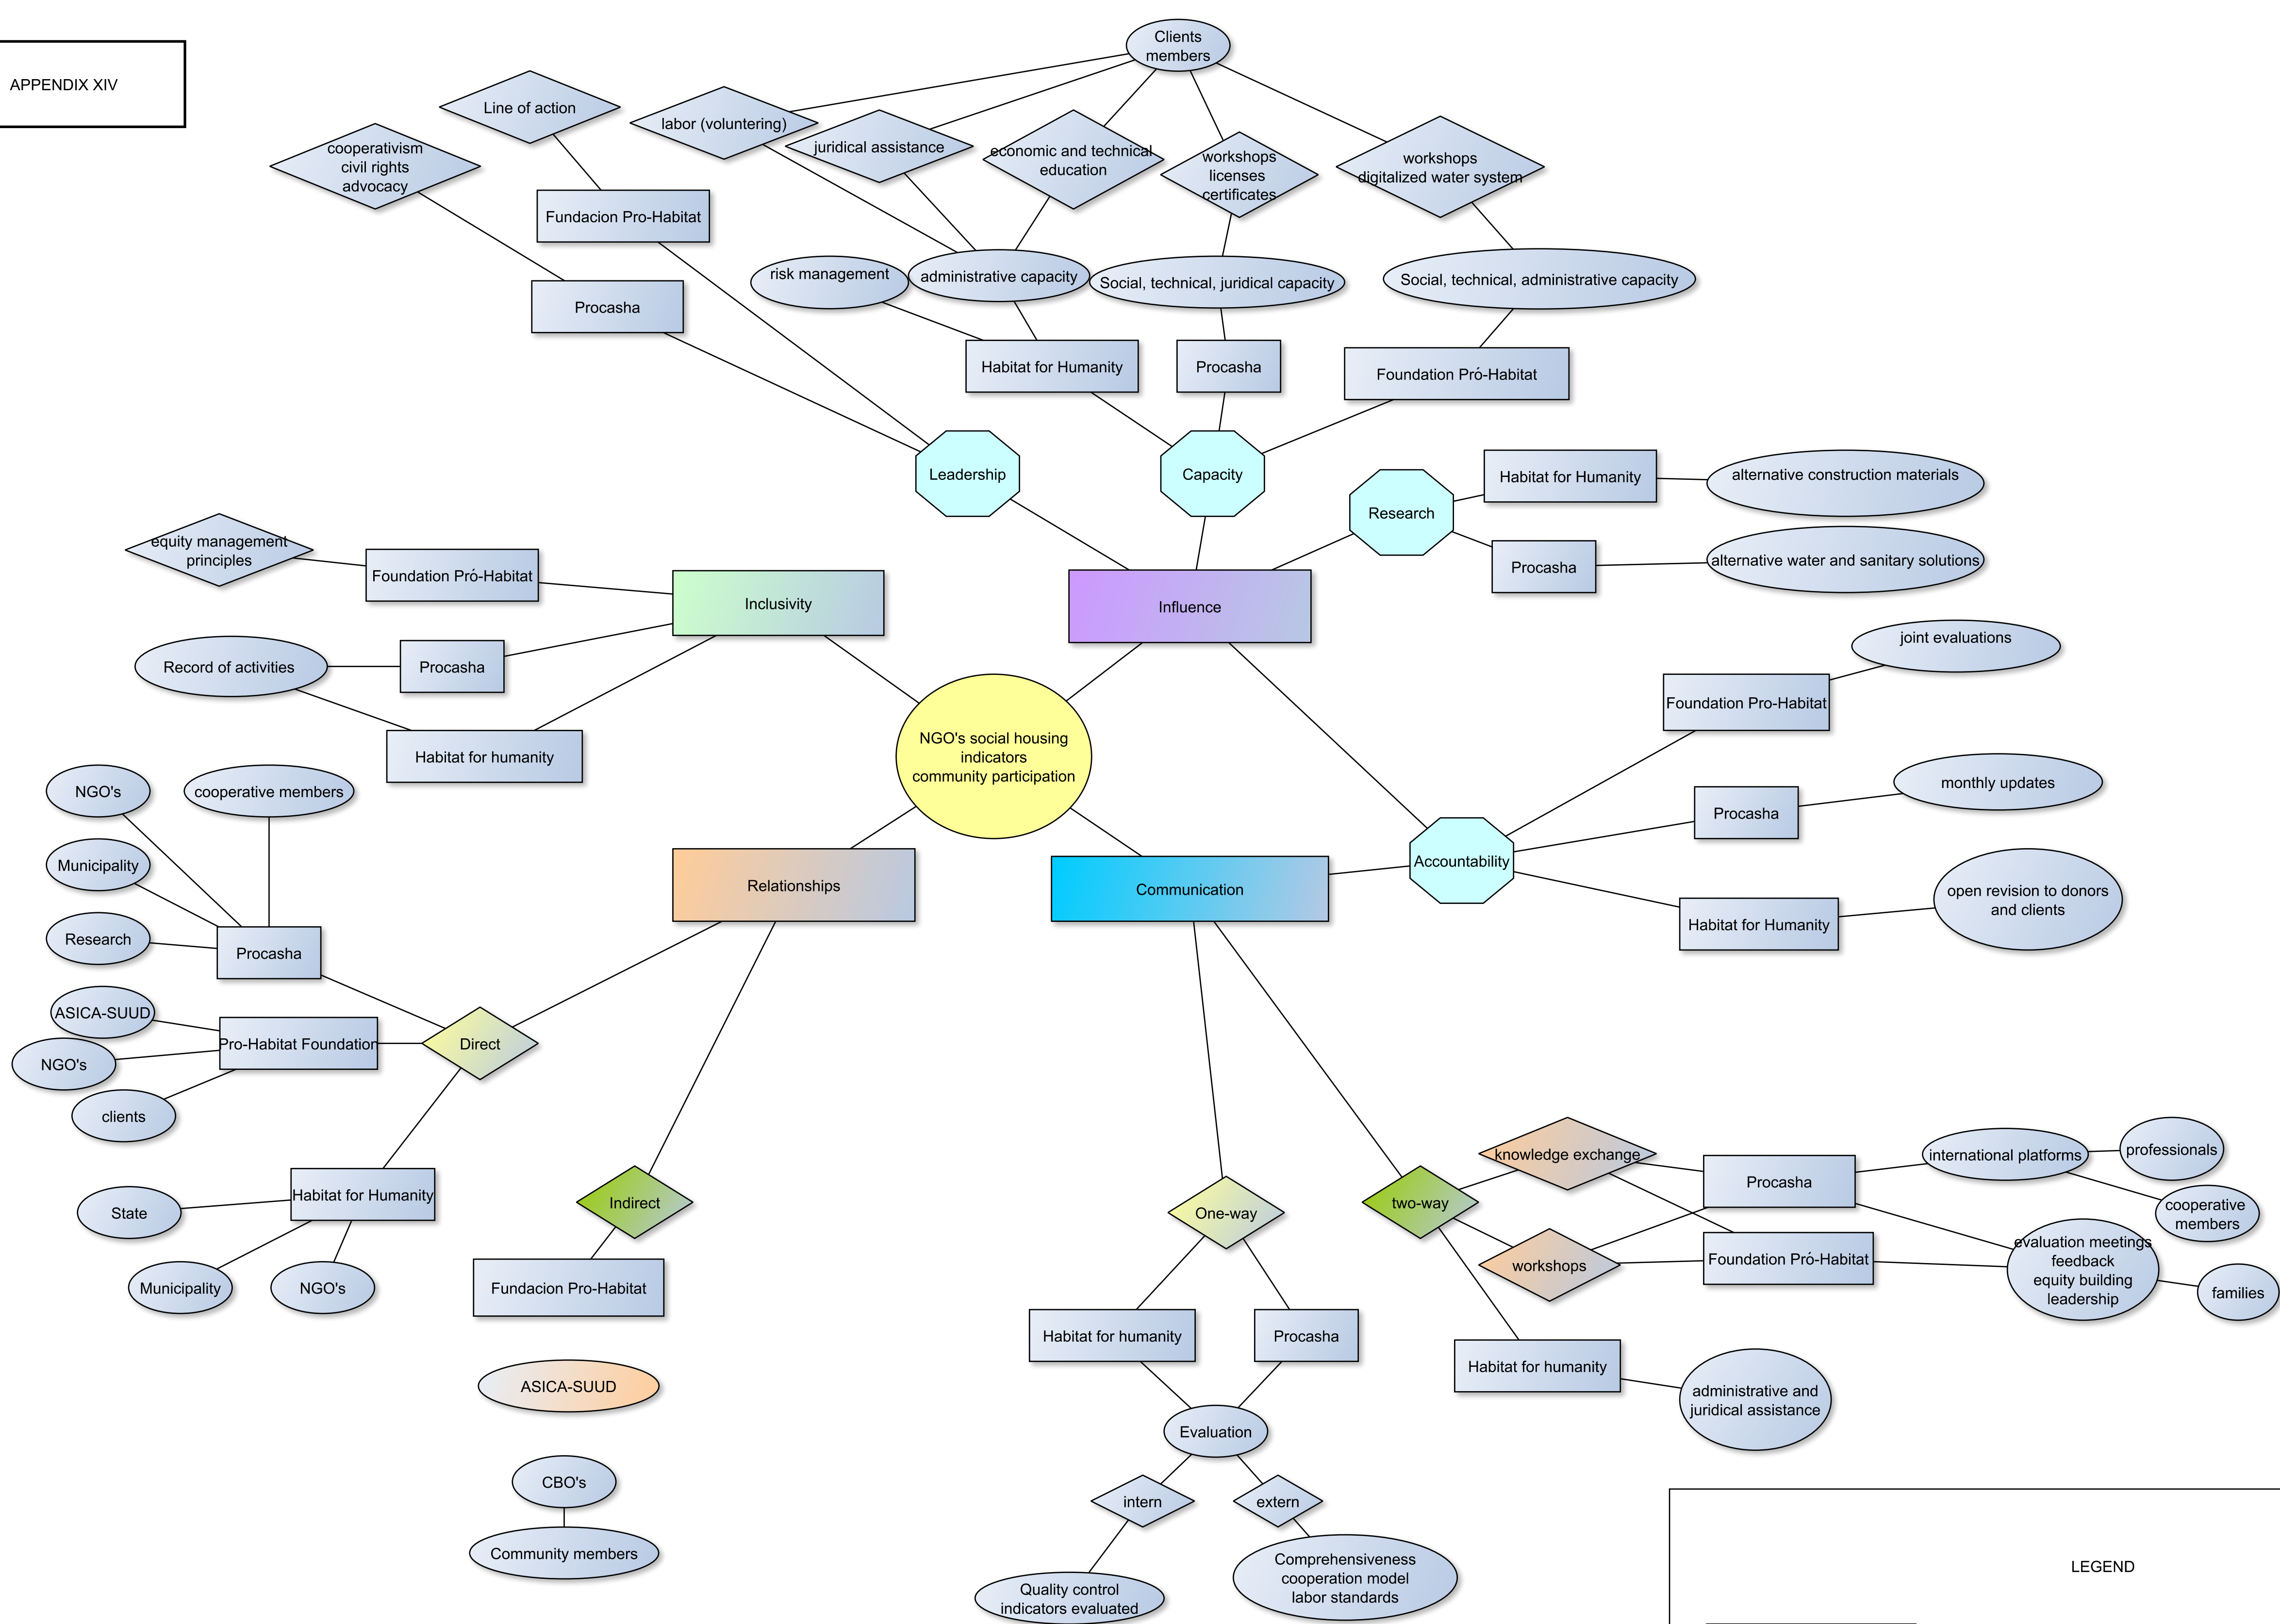 APPENDIX XIV
Clients
members
Line of action
labor (voluntering)
cooperativism
civil rights
advocacy
juridical assistance
economic and technical
education
workshops
licenses
certificates
workshops
digitalized water system
Fundacion Pro-Habitat
risk management
administrative capacity
Social, technical, juridical capacity
Social, technical, administrative capacity
Procasha
Habitat for Humanity
Procasha
Foundation Pró-Habitat
Leadership
Capacity
Research
Habitat for Humanity
alternative construction materials
Procasha
alternative water and sanitary solutions
equity management
principles
Foundation Pró-Habitat
Inclusivity
Influence
Record of activities
Procasha
Habitat for humanity
joint evaluations
Foundation Pro-Habitat
NGO's social housing
indicators
community participation
monthly updates
Procasha
NGO's
cooperative members
Municipality
Research
Procasha
Relationships
Communication
Accountability
open revision to donors
and clients
Habitat for Humanity
ASICA-SUUD
Pro-Habitat Foundation
NGO's
clients
Direct
Habitat for Humanity
State
Municipality
NGO's
Indirect
Fundacion Pro-Habitat
ASICA-SUUD
CBO's
Community members
One-way
two-way
knowledge exchange
workshops
Procasha
international platforms
professionals
cooperative
members
Foundation Pró-Habitat
evaluation meetings
feedback
equity building
leadership
families
Habitat for humanity
Procasha
Habitat for humanity
administrative and
juridical assistance
Evaluation
intern
extern
Quality control
indicators evaluated
Comprehensiveness
cooperation model
labor standards
LEGEND